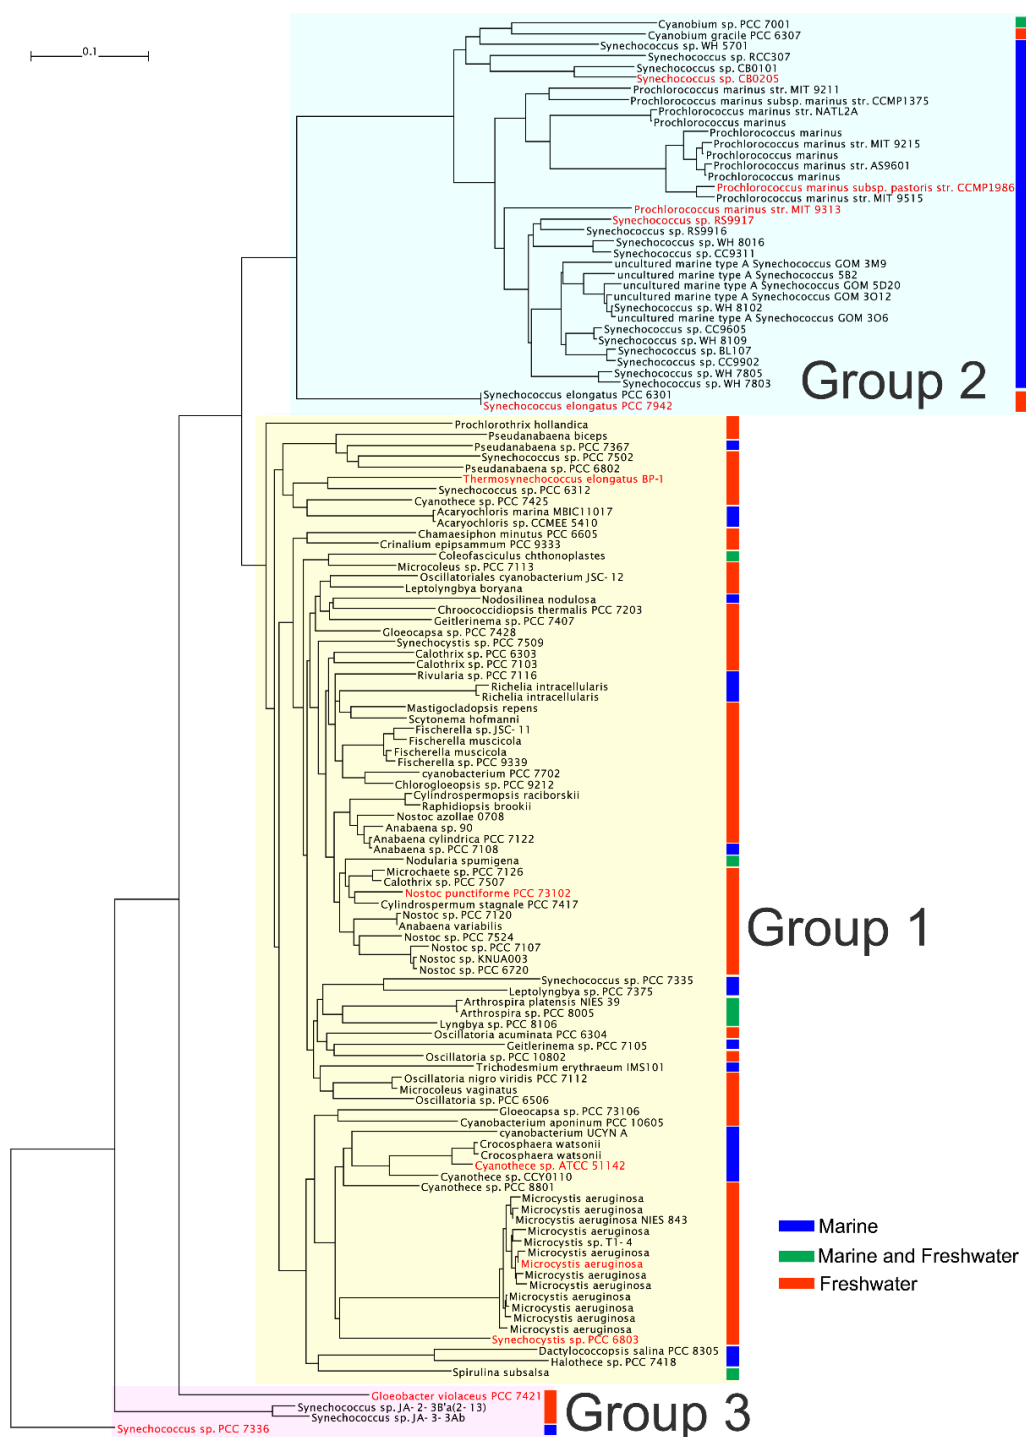 0.1
Cyanobium sp. PCC 7001
Cyanobium gracile PCC 6307
Synechococcus sp. WH 5701
Synechococcus sp. RCC307
Synechococcus sp. CB0101
Synechococcus sp. CB0205
Prochlorococcus marinus str. MIT 9211
Prochlorococcus marinus subsp. marinus str. CCMP1375
Prochlorococcus marinus str. NATL2A
Prochlorococcus marinus
Prochlorococcus marinus
Prochlorococcus marinus str. MIT 9215
Prochlorococcus marinus
Prochlorococcus marinus str. AS9601
Prochlorococcus marinus
Prochlorococcus marinus subsp. pastoris str. CCMP1986
Prochlorococcus marinus str. MIT 9515
Prochlorococcus marinus str. MIT 9313
Synechococcus sp. RS9917
Synechococcus sp. RS9916
Synechococcus sp. WH 8016
Synechococcus sp. CC9311
uncultured marine type A Synechococcus GOM 3M9
uncultured marine type A Synechococcus 5B2
uncultured marine type A Synechococcus GOM 5D20
uncultured marine type A Synechococcus GOM 3O12
Synechococcus sp. WH 8102
uncultured marine type A Synechococcus GOM 3O6
Synechococcus sp. CC9605
Synechococcus sp. WH 8109
Synechococcus sp. BL107
Synechococcus sp. CC9902
Synechococcus sp. WH 7805
Synechococcus sp. WH 7803
Group 2
Synechococcus elongatus PCC 6301
Synechococcus elongatus PCC 7942
Prochlorothrix hollandica
Pseudanabaena biceps
Pseudanabaena sp. PCC 7367
Synechococcus sp. PCC 7502
Pseudanabaena sp. PCC 6802
Thermosynechococcus elongatus BP-1
Synechococcus sp. PCC 6312
Cyanothece sp. PCC 7425
Acaryochloris marina MBIC11017
Acaryochloris sp. CCMEE 5410
Chamaesiphon minutus PCC 6605
Crinalium epipsammum PCC 9333
Coleofasciculus chthonoplastes
Microcoleus sp. PCC 7113
Oscillatoriales cyanobacterium JSC- 12
Leptolyngbya boryana
Nodosilinea nodulosa
Chroococcidiopsis thermalis PCC 7203
Geitlerinema sp. PCC 7407
Gloeocapsa sp. PCC 7428
Synechocystis sp. PCC 7509
Calothrix sp. PCC 6303
Calothrix sp. PCC 7103
Rivularia sp. PCC 7116
Richelia intracellularis
Richelia intracellularis
Mastigocladopsis repens
Scytonema hofmanni
Fischerella sp. JSC- 11
Fischerella muscicola
Fischerella muscicola
Fischerella sp. PCC 9339
cyanobacterium PCC 7702
Chlorogloeopsis sp. PCC 9212
Cylindrospermopsis raciborskii
Raphidiopsis brookii
Nostoc azollae 0708
Anabaena sp. 90
Anabaena cylindrica PCC 7122
Anabaena sp. PCC 7108
Nodularia spumigena
Microchaete sp. PCC 7126
Calothrix sp. PCC 7507
Nostoc punctiforme PCC 73102
Cylindrospermum stagnale PCC 7417
Nostoc sp. PCC 7120
Anabaena variabilis
Group 1
Nostoc sp. PCC 7524
Nostoc sp. PCC 7107
Nostoc sp. KNUA003
Nostoc sp. PCC 6720
Synechococcus sp. PCC 7335
Leptolyngbya sp. PCC 7375
Arthrospira platensis NIES 39
Arthrospira sp. PCC 8005
Lyngbya sp. PCC 8106
Oscillatoria acuminata PCC 6304
Geitlerinema sp. PCC 7105
Oscillatoria sp. PCC 10802
Trichodesmium erythraeum IMS101
Oscillatoria nigro viridis PCC 7112
Microcoleus vaginatus
Oscillatoria sp. PCC 6506
Gloeocapsa sp. PCC 73106
Cyanobacterium aponinum PCC 10605
cyanobacterium UCYN A
Crocosphaera watsonii
Crocosphaera watsonii
Cyanothece sp. ATCC 51142
Cyanothece sp. CCY0110
Cyanothece sp. PCC 8801
Microcystis aeruginosa
Microcystis aeruginosa
Microcystis aeruginosa NIES 843
Microcystis aeruginosa
Microcystis sp. T1- 4
Microcystis aeruginosa
Microcystis aeruginosa
Microcystis aeruginosa
Microcystis aeruginosa
Microcystis aeruginosa
Microcystis aeruginosa
Microcystis aeruginosa
Microcystis aeruginosa
Synechocystis sp. PCC 6803
Dactylococcopsis salina PCC 8305
Halothece sp. PCC 7418
Spirulina subsalsa
Marine
Marine and Freshwater
Freshwater
Gloeobacter violaceus PCC 7421
Synechococcus sp. JA- 2- 3B'a(2- 13)
Synechococcus sp. JA- 3- 3Ab
Synechococcus sp. PCC 7336
Group 3